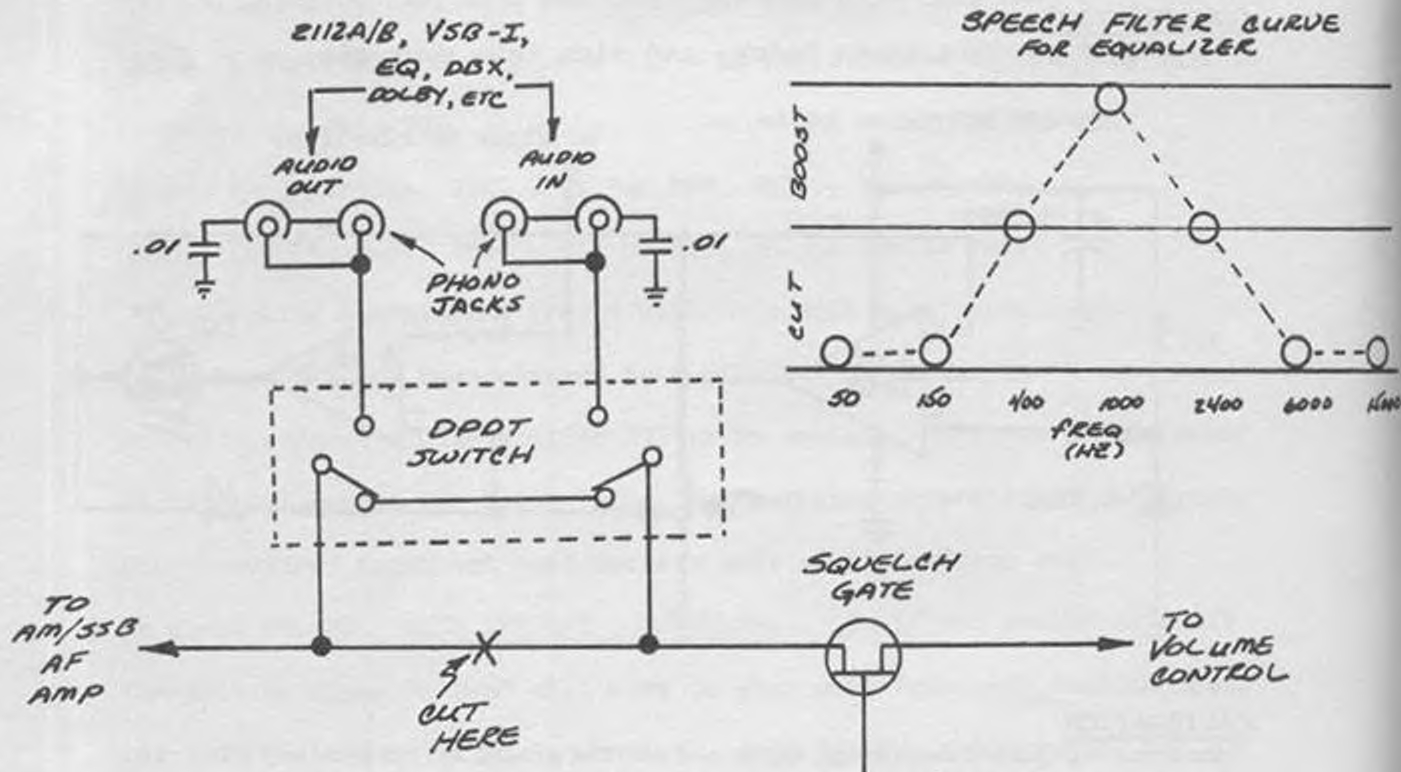 2112A/B, VSB-I,
EQ, DBX,
DOLBY, ETC
AUDIO
OUT
AUDIO
IN
.01
.01
PHONO
JACKS
DPDT
SWITCH
TO
AM/SSB
AF
AMP
CUT
HERE
SQUELCH
GATE
TO
VOLUME
CONTROL
SPEECH FILTER CURVE
FOR EQUALIZER
BOOST
CUT
50 150 400 1000 2400 6000
FREQ
(HZ)